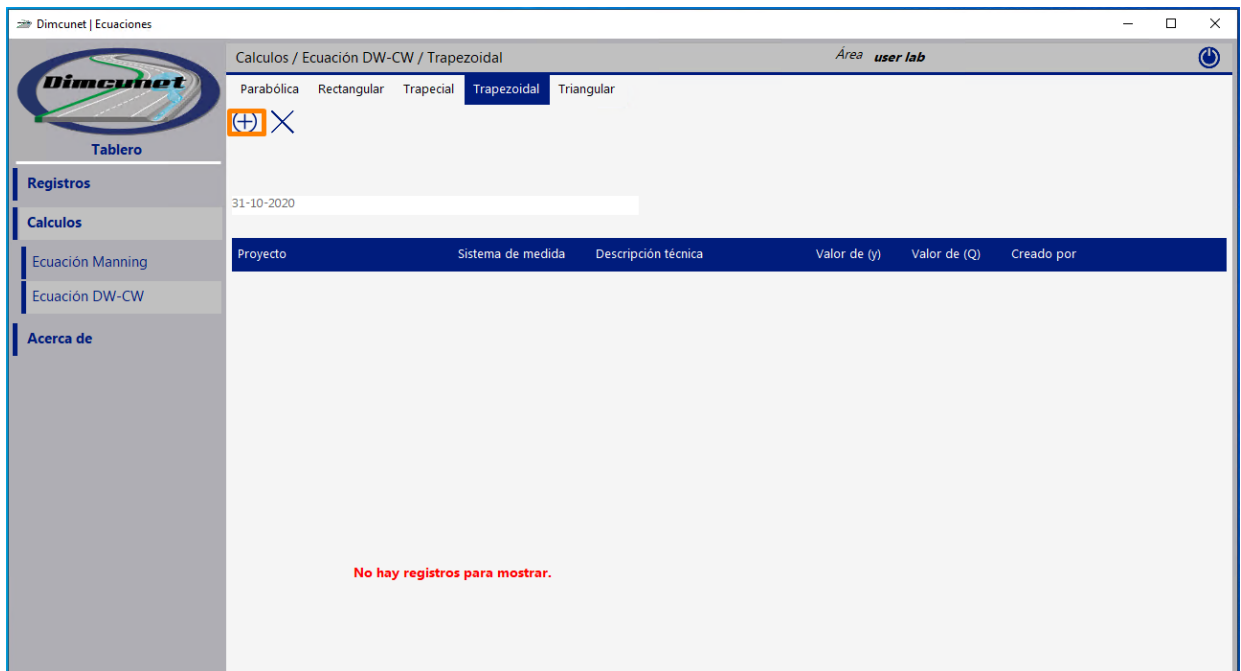 Dimcunet | Ecuaciones
Dimcunet
Tablero
Registros
Calculos
Ecuación Manning
Ecuación DW-CW
Acerca de
Calculos / Ecuación DW-CW / Trapezoidal Área user lab
Parabólica Rectangular Trapecial Trapezoidal Triangular
31-10-2020
Proyecto Sistema de medida Descripción técnica Valor de (y) Valor de (Q) Creado por
No hay registros para mostrar.